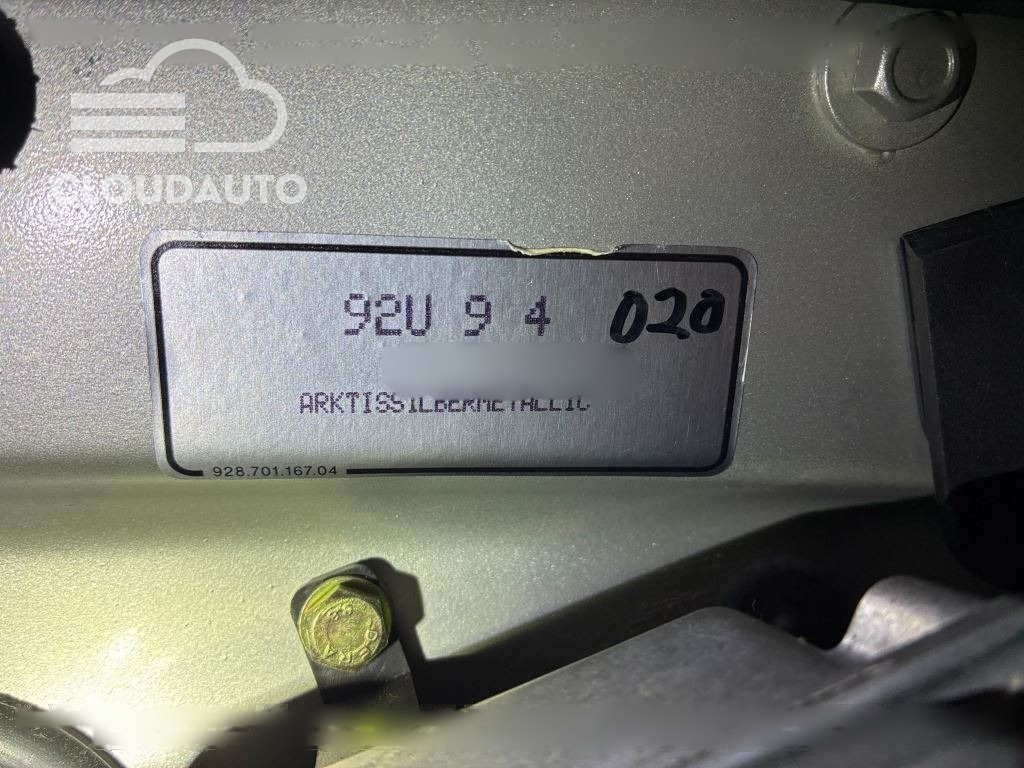 CLOUDAUTO
92U 9 4 020
ARKTISSILBERMETALLIC
928.701.167.04